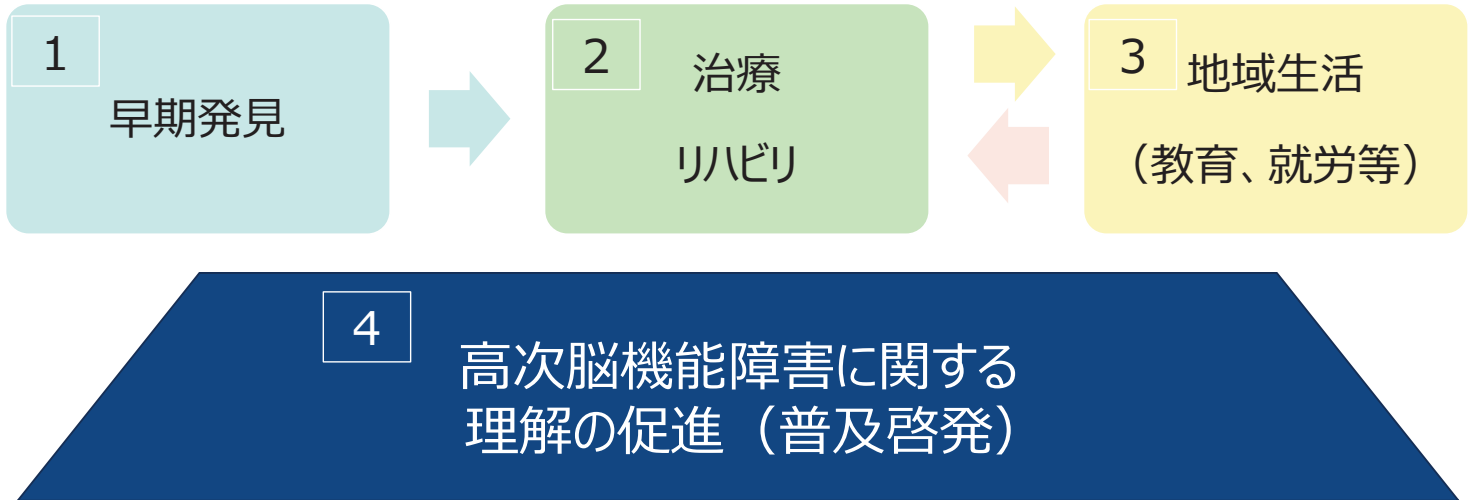 1
早期発見
2
治療
リハビリ
3
地域生活
（教育、就労等）
4
高次脳機能障害に関する
理解の促進（普及啓発）